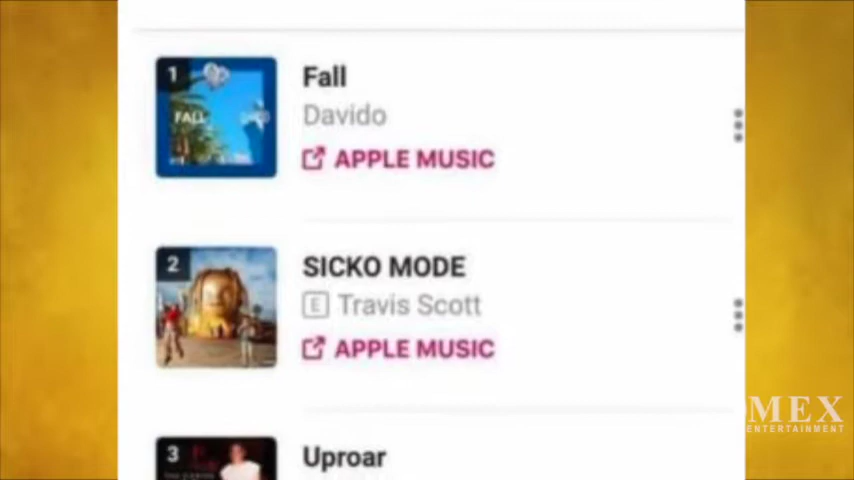 1
FALL
Fall
Davido
APPLE MUSIC
2
SICKO MODE
E Travis Scott
APPLE MUSIC
3
Uproar
MEX
ENTERTAINMENT